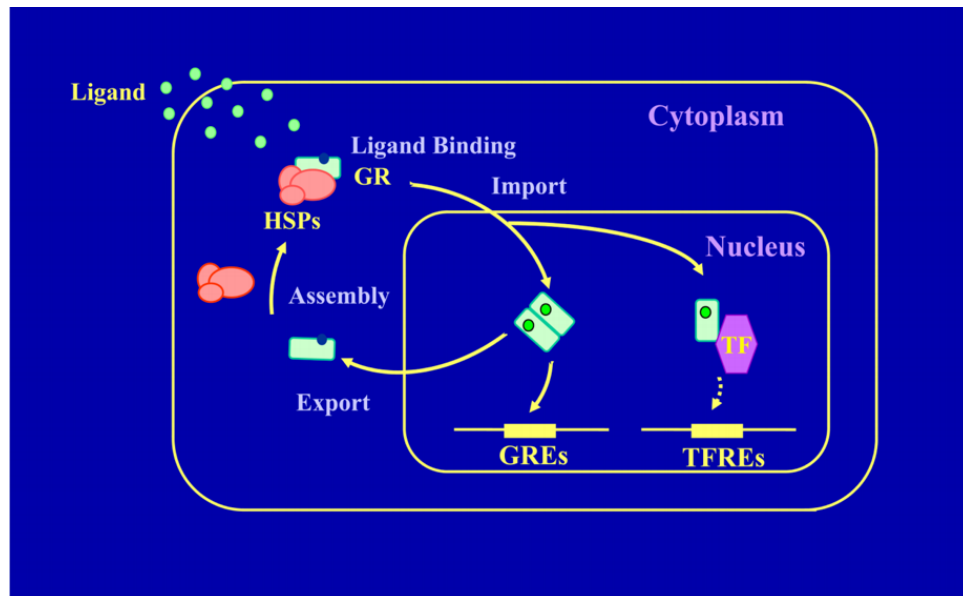 Ligand
Cytoplasm
Ligand Binding
GR
Import
HSPs
Nucleus
Assembly
TF
Export
GREs
TFREs